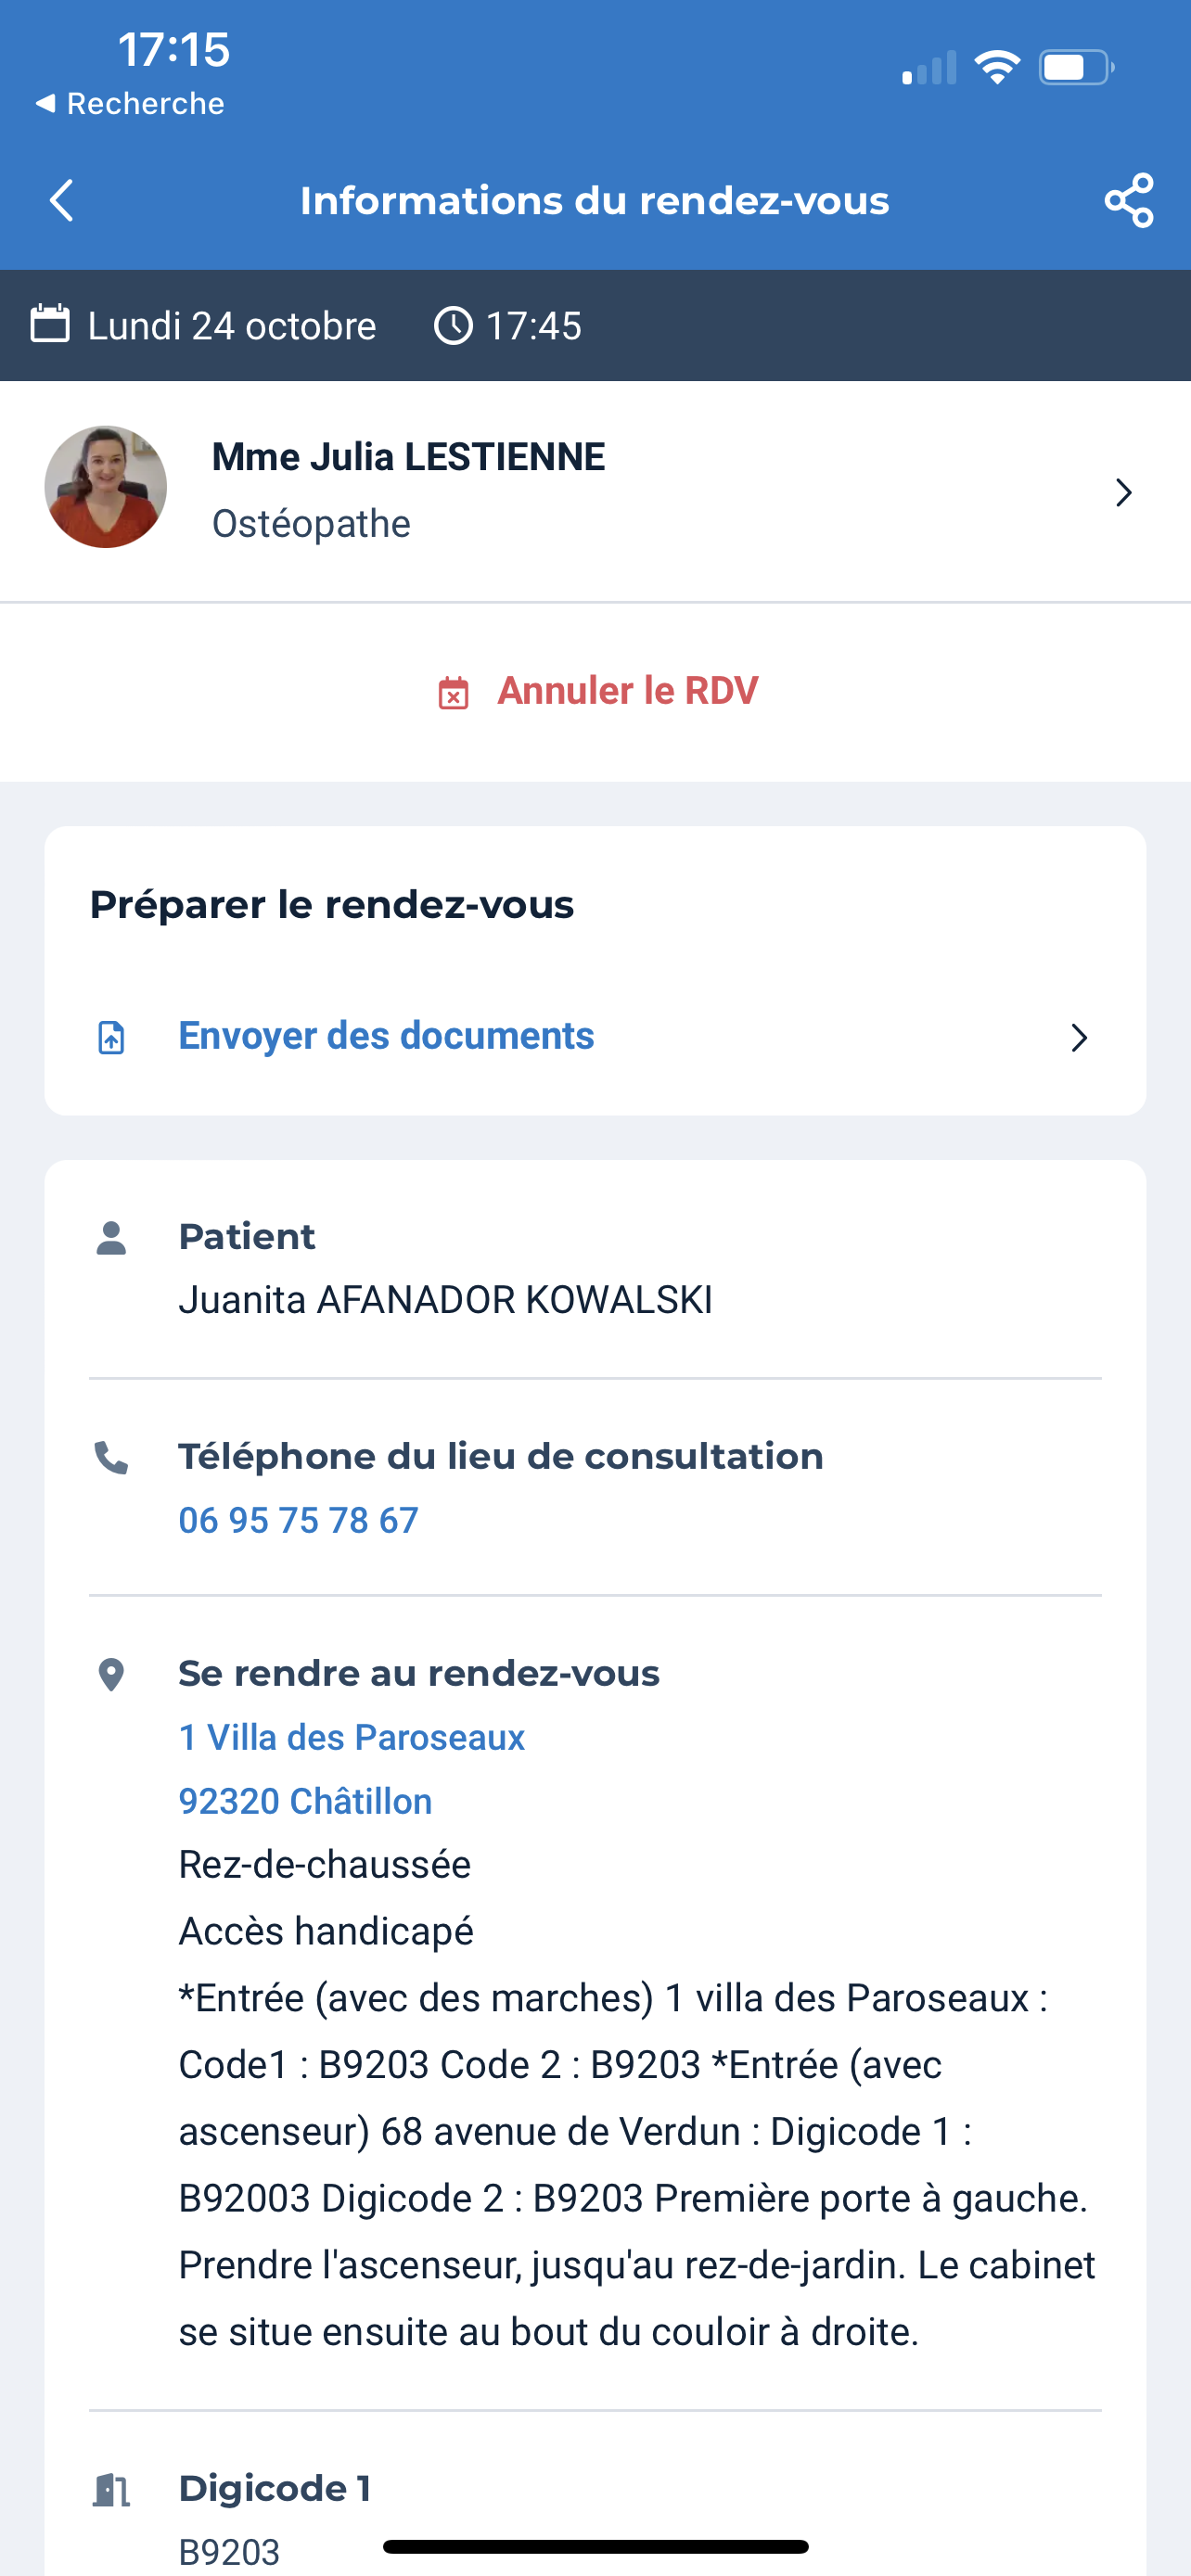 17:15
◀ Recherche
Informations du rendez-vous
Lundi 24 octobre 17:45
Mme Julia LESTIENNE
Ostéopathe
Annuler le RDV
Préparer le rendez-vous
Envoyer des documents
Patient
Juanita AFANADOR KOWALSKI
Téléphone du lieu de consultation
06 95 75 78 67
Se rendre au rendez-vous
1 Villa des Paroseaux
92320 Châtillon
Rez-de-chaussée
Accès handicapé
*Entrée (avec des marches) 1 villa des Paroseaux :
Code1 : B9203 Code 2 : B9203 *Entrée (avec
ascenseur) 68 avenue de Verdun : Digicode 1 :
B92003 Digicode 2 : B9203 Première porte à gauche.
Prendre l'ascenseur, jusqu'au rez-de-jardin. Le cabinet
se situe ensuite au bout du couloir à droite.
Digicode 1
B9203